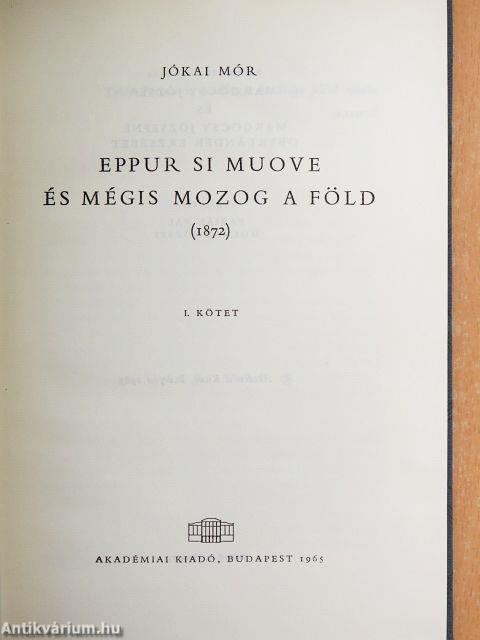 JÓKAI MÓR
EPPUR SI MUOVE
ÉS MÉGIS MOZOG A FÖLD
(1872)
I. KÖTET
AKADÉMIAI KIADÓ, BUDAPEST 1965
Antikvárium.hu